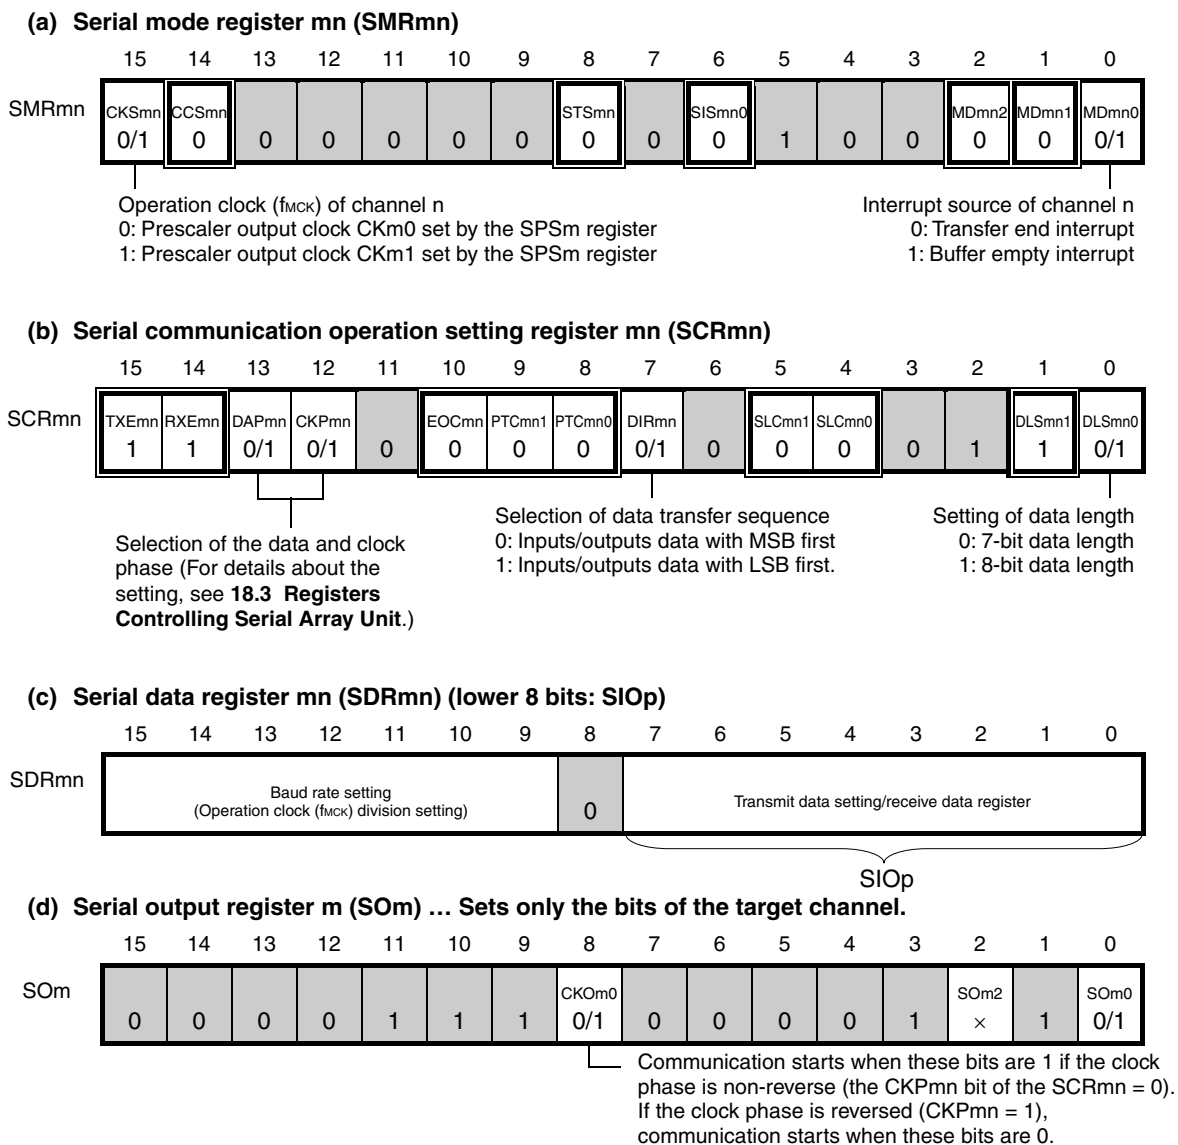 (a) Serial mode register mn (SMRmn)
15 14 13 12 11 10 9 8 7 6 5 4 3 2 1 0
SMRmn
CKSmn CCSmn STSmn SISmn0 MDmn2 MDmn1 MDmn0
0/1 0 0 0 0 0 0 0 0 0 1 0 0 0 0 0/1
Operation clock (fMCK) of channel n
0: Prescaler output clock CKm0 set by the SPSm register
1: Prescaler output clock CKm1 set by the SPSm register
Interrupt source of channel n
0: Transfer end interrupt
1: Buffer empty interrupt
(b) Serial communication operation setting register mn (SCRmn)
15 14 13 12 11 10 9 8 7 6 5 4 3 2 1 0
SCRmn
TXEmn RXEmn DAPmn CKPmn EOCmn PTCmn1 PTCmn0 DIRmn SLCmn1 SLCmn0 DLSmn1 DLSmn0
1 1 0/1 0/1 0 0 0 0 0/1 0 0 0 0 1 1 0/1
Selection of the data and clock
phase (For details about the
setting, see 18.3 Registers
Controlling Serial Array Unit.)
Selection of data transfer sequence
0: Inputs/outputs data with MSB first
1: Inputs/outputs data with LSB first.
Setting of data length
0: 7-bit data length
1: 8-bit data length
(c) Serial data register mn (SDRmn) (lower 8 bits: SIOp)
15 14 13 12 11 10 9 8 7 6 5 4 3 2 1 0
SDRmn
Baud rate setting
(Operation clock (fMCK) division setting)
0
Transmit data setting/receive data register
SIOp
(d) Serial output register m (SOm) … Sets only the bits of the target channel.
15 14 13 12 11 10 9 8 7 6 5 4 3 2 1 0
SOm
CKOm0 SOm2 SOm0
0 0 0 0 1 1 1 0/1 0 0 0 0 1 × 1 0/1
Communication starts when these bits are 1 if the clock
phase is non-reverse (the CKPmn bit of the SCRmn = 0).
If the clock phase is reversed (CKPmn = 1),
communication starts when these bits are 0.